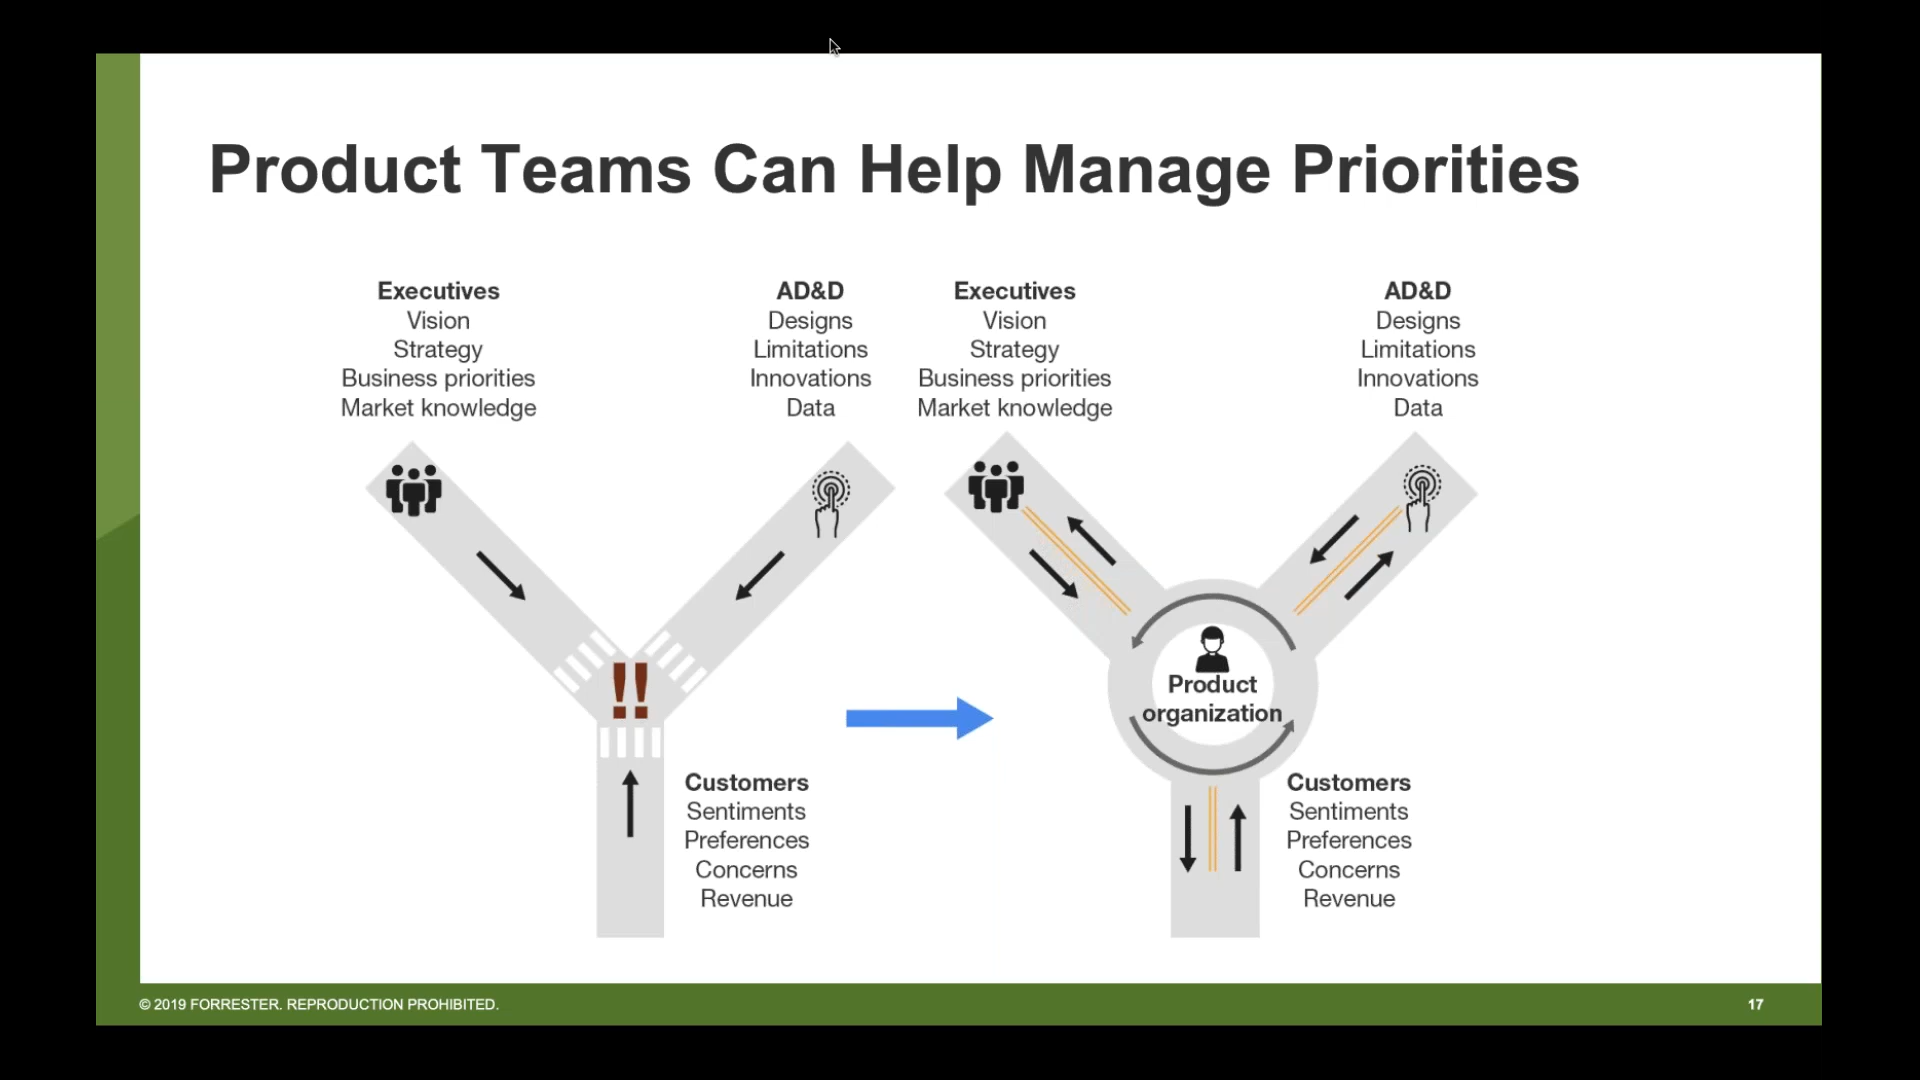 Product Teams Can Help Manage Priorities
Executives
Vision
Strategy
Business priorities
Market knowledge
AD&D
Designs
Limitations
Innovations
Data
!!
Customers
Sentiments
Preferences
Concerns
Revenue
Executives
Vision
Strategy
Business priorities
Market knowledge
AD&D
Designs
Limitations
Innovations
Data
Product
organization
Customers
Sentiments
Preferences
Concerns
Revenue
© 2019 FORRESTER. REPRODUCTION PROHIBITED.
17